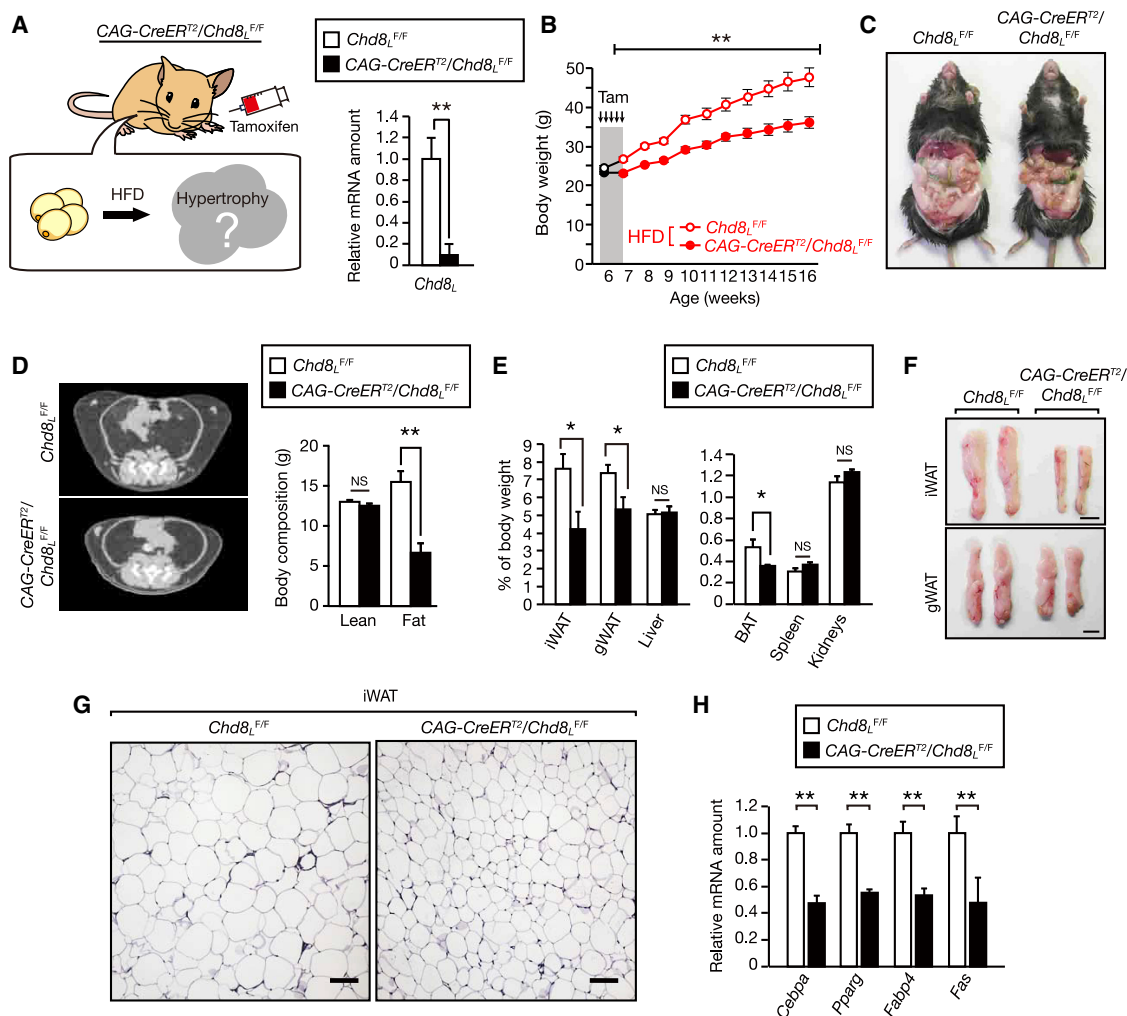 A
CAG-CreERT2/Chd8LF/F
Tamoxifen
HFD
Hypertrophy
?
Chd8LF/F
CAG-CreERT2/Chd8LF/F
Relative mRNA amount
1.4
1.2
1.0
0.8
0.6
0.4
0.2
0
**
Chd8L
B
**
Body weight (g)
50
40
30
20
10
0
Tam
HFD
Chd8LF/F
CAG-CreERT2/Chd8LF/F
6 7 8 9 10 11 12 13 14 15 16
Age (weeks)
C
Chd8LF/F
CAG-CreERT2/
Chd8LF/F
D
Chd8LF/F
CAG-CreERT2/
Chd8LF/F
Chd8LF/F
CAG-CreERT2/Chd8LF/F
Body composition (g)
20
15
10
5
0
NS
**
Lean Fat
E
Chd8LF/F
CAG-CreERT2/Chd8LF/F
% of body weight
9
8
7
6
5
4
3
2
1
0
*
*
NS
iWAT gWAT Liver
1.4
1.2
1.0
0.8
0.6
0.4
0.2
0
*
NS
NS
BAT Spleen Kidneys
F
Chd8LF/F
CAG-CreERT2/
Chd8LF/F
iWAT
gWAT
G
iWAT
Chd8LF/F
CAG-CreERT2/Chd8LF/F
H
Chd8LF/F
CAG-CreERT2/Chd8LF/F
Relative mRNA amount
1.2
1.0
0.8
0.6
0.4
0.2
0
** ** ** **
Cebpa Pparg Fabp4 Fas